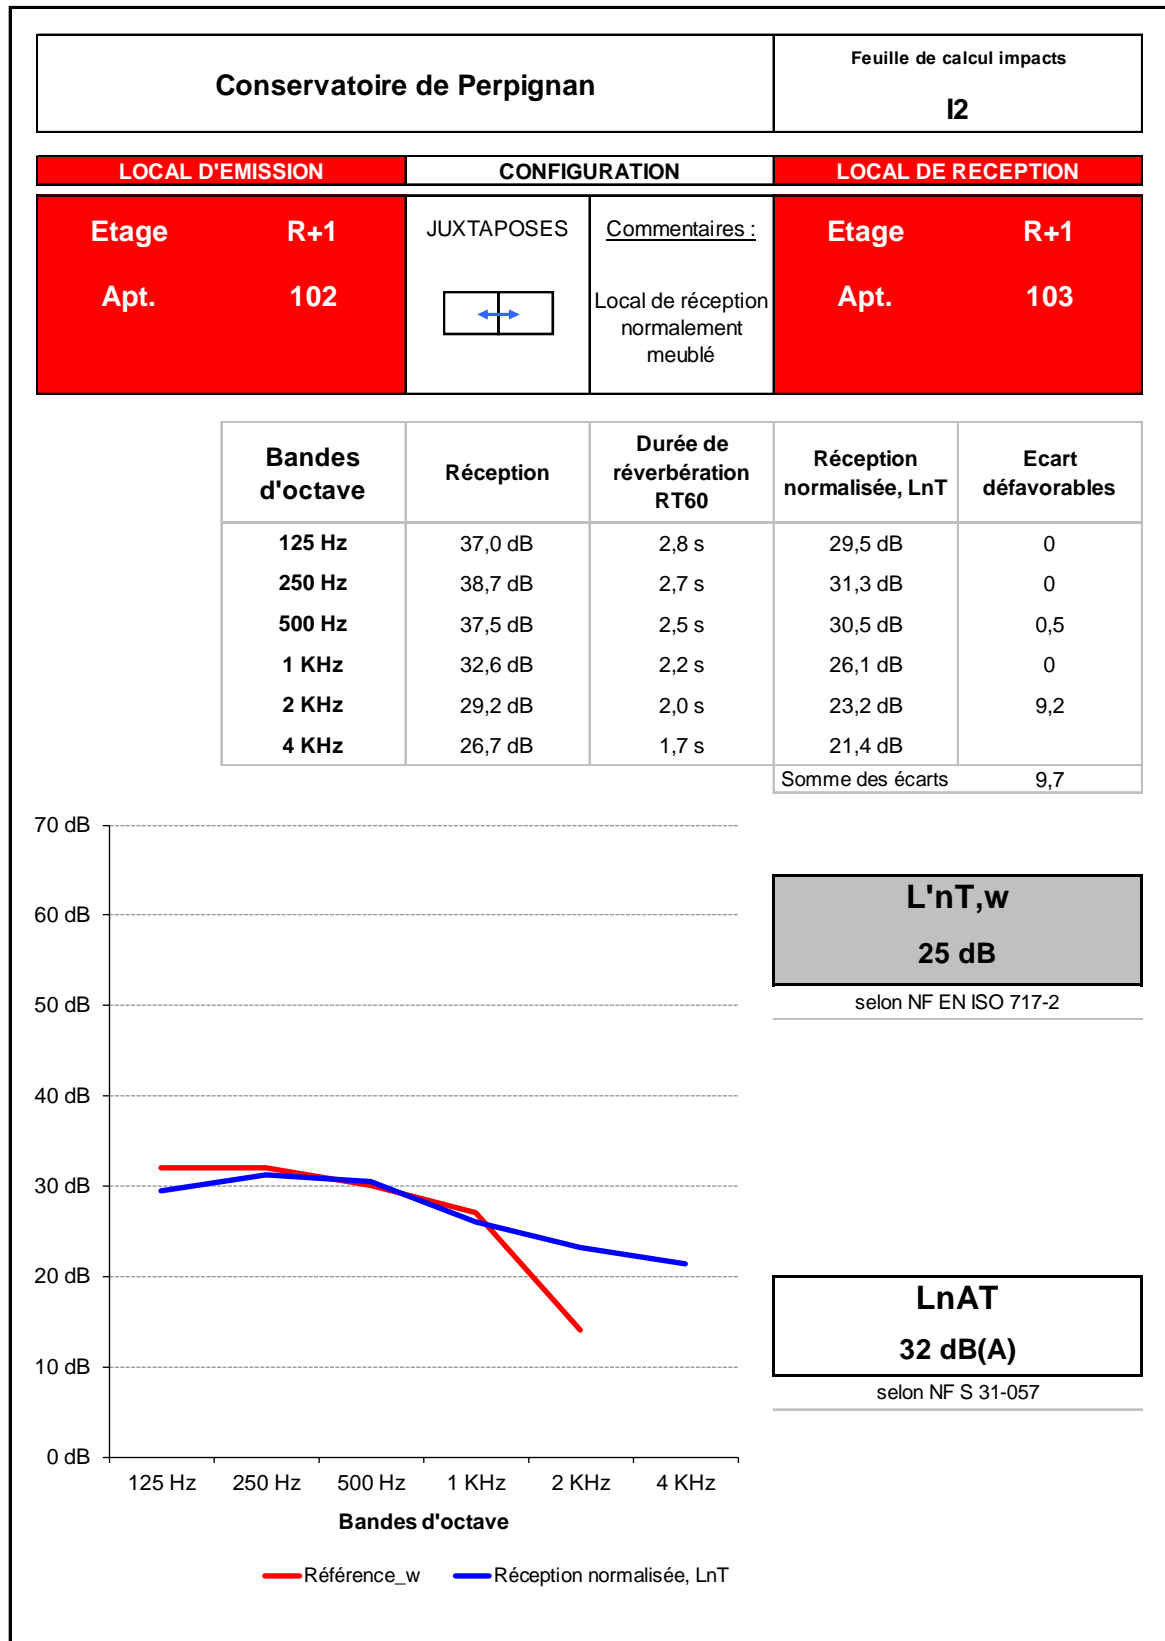 Conservatoire de Perpignan
Feuille de calcul impacts
I2
LOCAL D'EMISSION
CONFIGURATION
LOCAL DE RECEPTION
Etage R+1
Apt. 102
JUXTAPOSES
Commentaires :
Local de réception
normalement
meublé
Etage R+1
Apt. 103
Bandes
d'octave
Réception
Durée de
réverbération
RT60
Réception
normalisée, LnT
Ecart
défavorables
125 Hz 37,0 dB 2,8 s 29,5 dB 0
250 Hz 38,7 dB 2,7 s 31,3 dB 0
500 Hz 37,5 dB 2,5 s 30,5 dB 0,5
1 KHz 32,6 dB 2,2 s 26,1 dB 0
2 KHz 29,2 dB 2,0 s 23,2 dB 9,2
4 KHz 26,7 dB 1,7 s 21,4 dB
Somme des écarts 9,7
70 dB
60 dB
50 dB
40 dB
30 dB
20 dB
10 dB
0 dB
125 Hz 250 Hz 500 Hz 1 KHz 2 KHz 4 KHz
Bandes d'octave
Référence_w Réception normalisée, LnT
L'nT,w
25 dB
selon NF EN ISO 717-2
LnAT
32 dB(A)
selon NF S 31-057